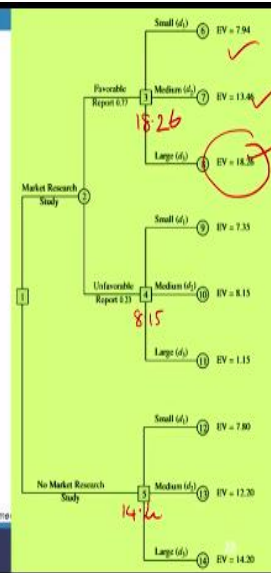 Small (d₁)
6 EV = 7.94
Favorable
Report 0.77
3
Medium (d₂)
7 EV = 13.46
18.26
Large (d₃)
8 EV = 18.26
Market Research
Study
2
Small (d₁)
9 EV = 7.35
Unfavorable
Report 0.23
4
Medium (d₂)
10 EV = 8.15
8.15
Large (d₃)
11 EV = 1.15
1
Small (d₁)
12 EV = 7.80
No Market Research
Study
5
Medium (d₂)
13 EV = 12.20
Large (d₃)
14 EV = 14.20